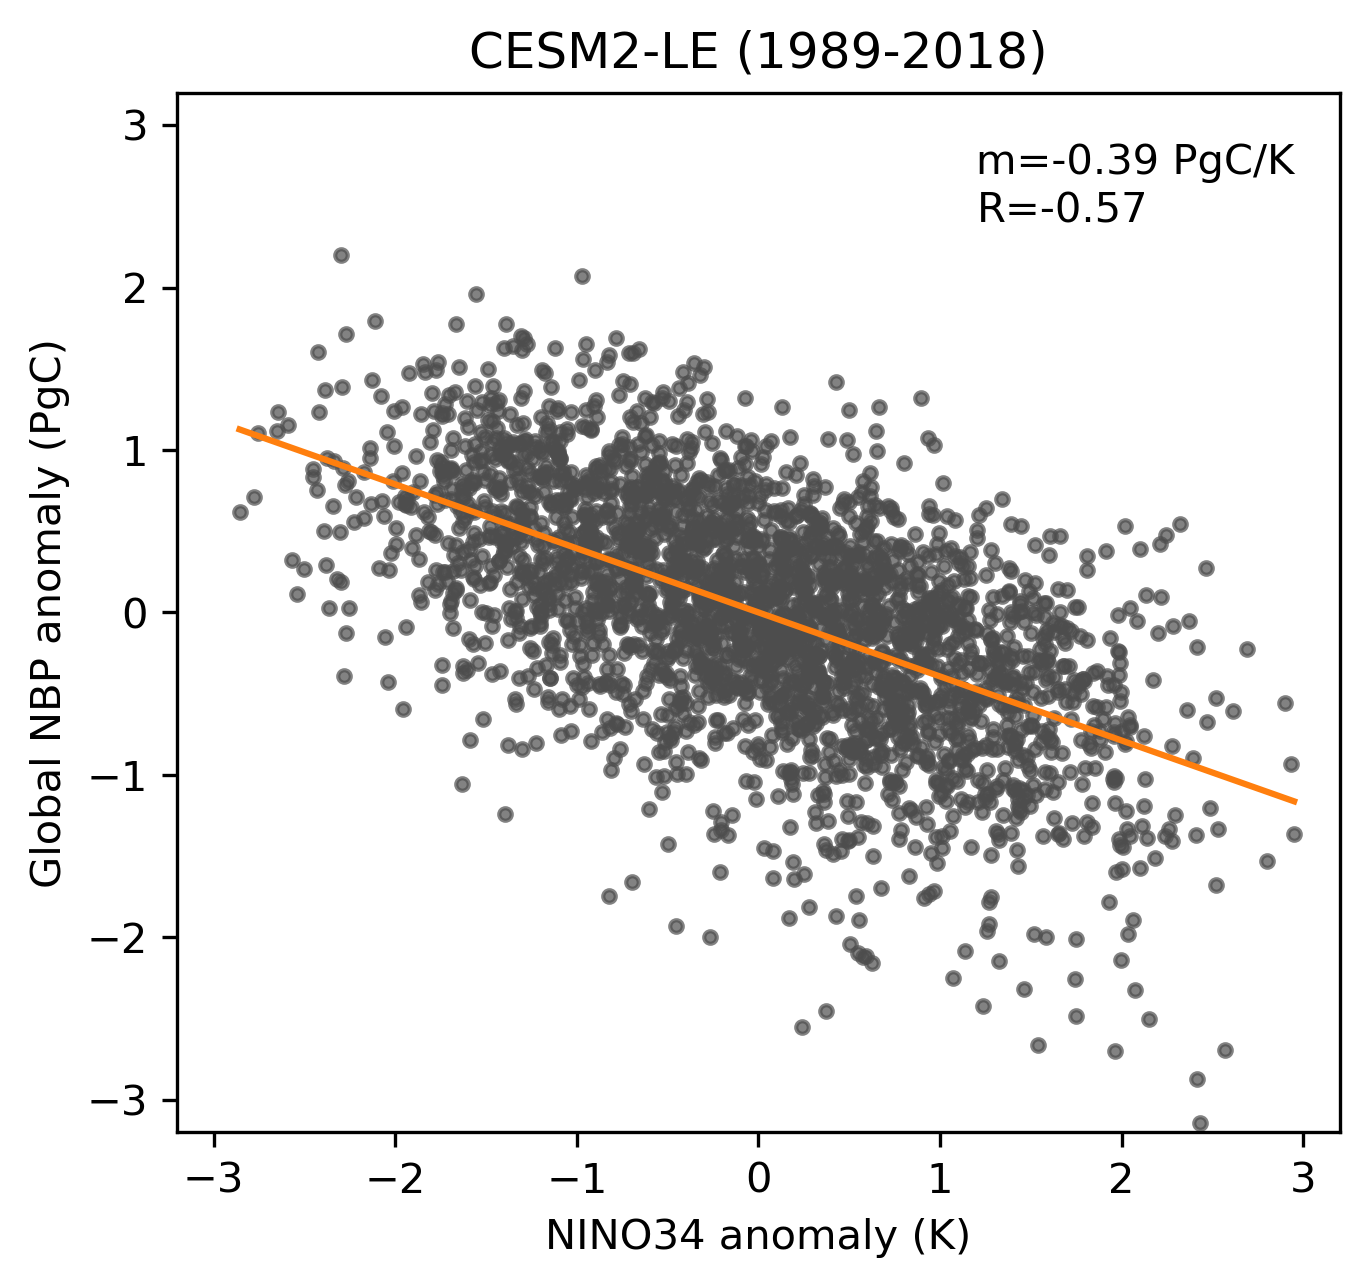 CESM2-LE (1989-2018)
m=-0.39 PgC/K
R=-0.57
Global NBP anomaly (PgC)
3
2
1
0
−1
−2
−3
−3 −2 −1 0 1 2 3
NINO34 anomaly (K)